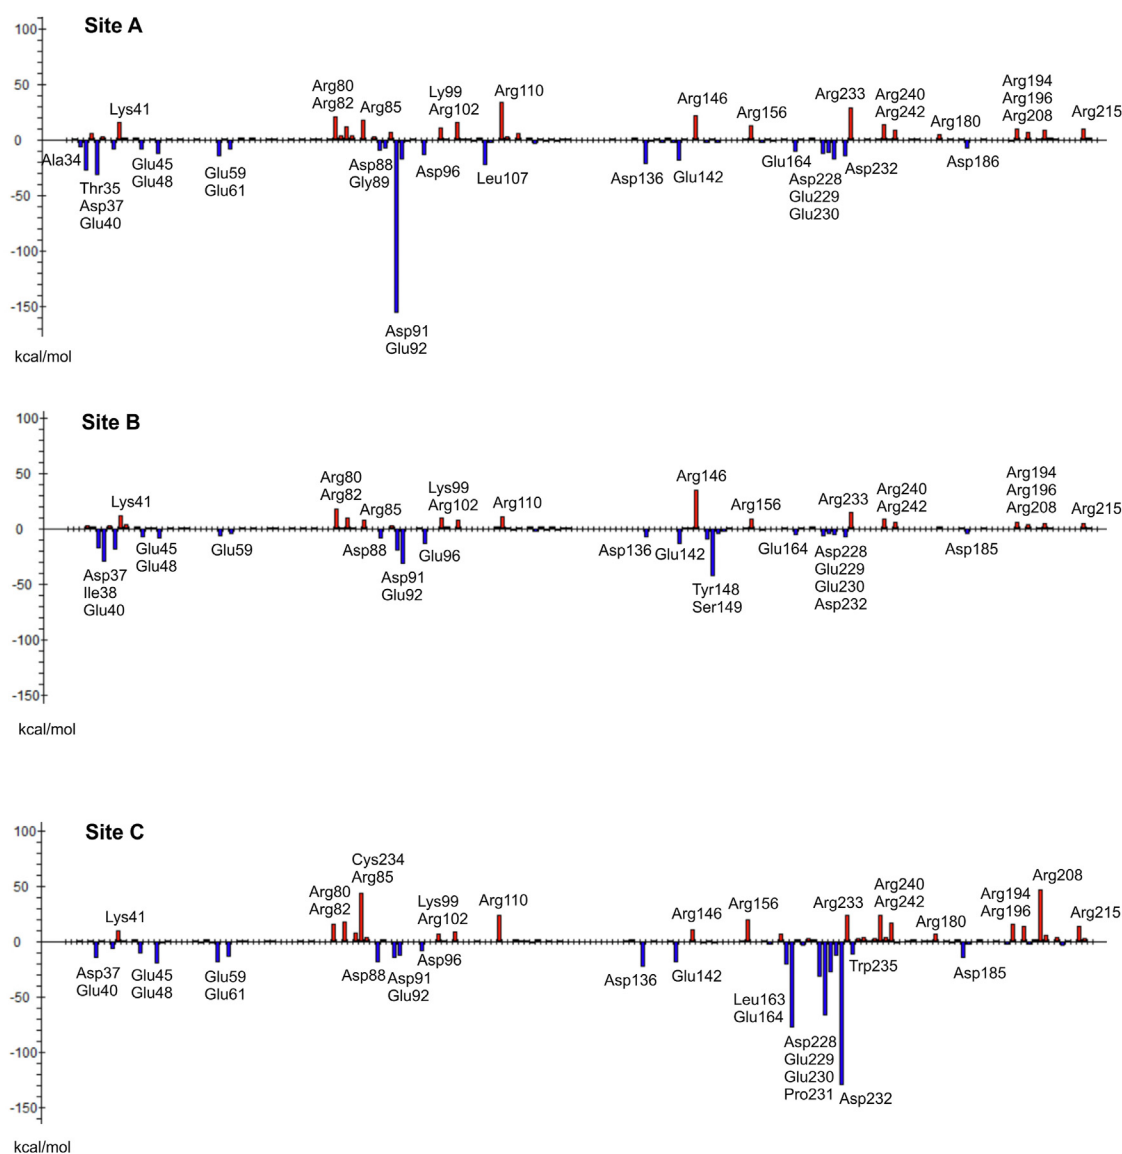 Site A
100
50
0
-50
-100
-150
kcal/mol
Ala34
Thr35
Asp37
Glu40
Lys41
Glu45
Glu48
Glu59
Glu61
Arg80
Arg82
Arg85
Asp88
Gly89
Asp91
Glu92
Ly99
Arg102
Asp96
Leu107
Arg110
Asp136
Glu142
Arg146
Arg156
Glu164
Asp228
Glu229
Glu230
Arg233
Asp232
Arg240
Arg242
Arg180
Asp186
Arg194
Arg196
Arg208
Arg215
Site B
100
50
0
-50
-100
-150
kcal/mol
Asp37
Ile38
Glu40
Lys41
Glu45
Glu48
Glu59
Arg80
Arg82
Arg85
Asp88
Asp91
Glu92
Lys99
Arg102
Glu96
Arg110
Asp136
Glu142
Arg146
Tyr148
Ser149
Arg156
Glu164
Asp228
Glu229
Glu230
Asp232
Arg233
Arg240
Arg242
Asp185
Arg194
Arg196
Arg208
Arg215
Site C
100
50
0
-50
-100
-150
kcal/mol
Asp37
Glu40
Lys41
Glu45
Glu48
Glu59
Glu61
Arg80
Arg82
Cys234
Arg85
Asp88
Asp91
Glu92
Lys99
Arg102
Asp96
Arg110
Asp136
Glu142
Arg146
Arg156
Leu163
Glu164
Asp228
Glu229
Glu230
Pro231
Asp232
Arg233
Trp235
Arg240
Arg242
Arg180
Asp185
Arg194
Arg196
Arg208
Arg215